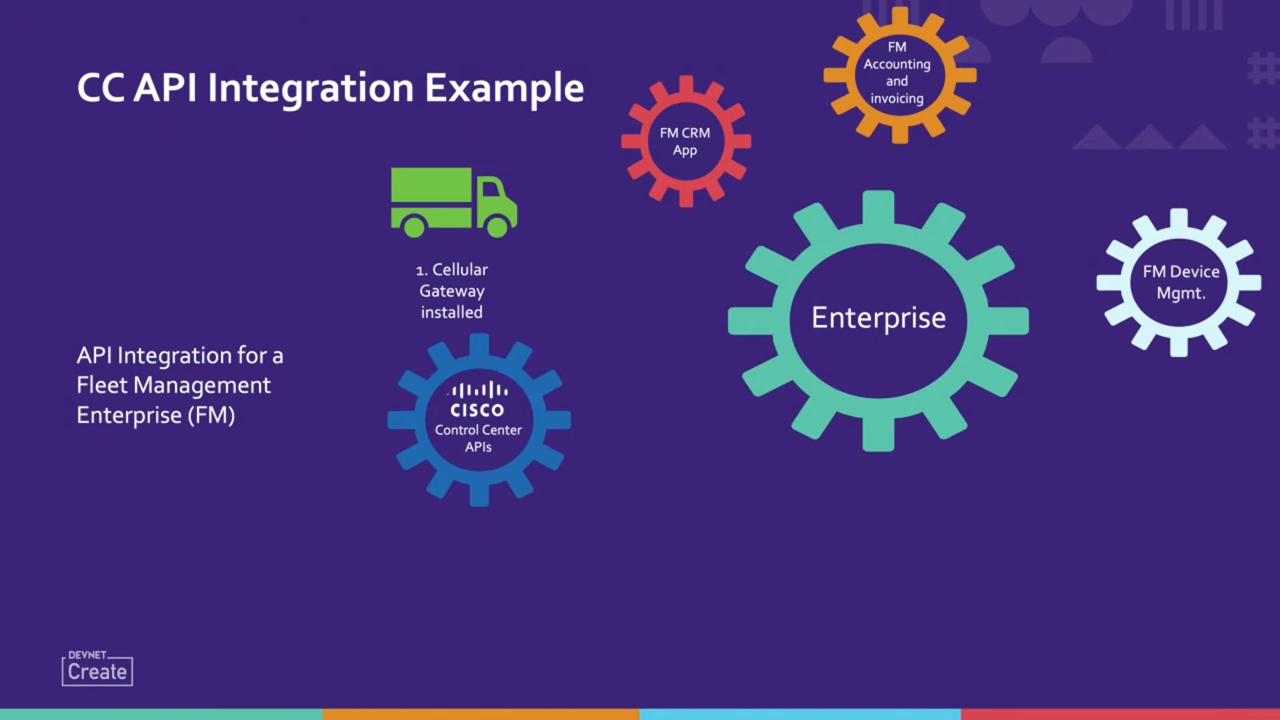 CC API Integration Example
FM
Accounting
and
invoicing
FM CRM
App
1. Cellular
Gateway
installed
Enterprise
FM Device
Mgmt.
API Integration for a
Fleet Management
Enterprise (FM)
CISCO
Control Center
APIs
DEVNET
Create